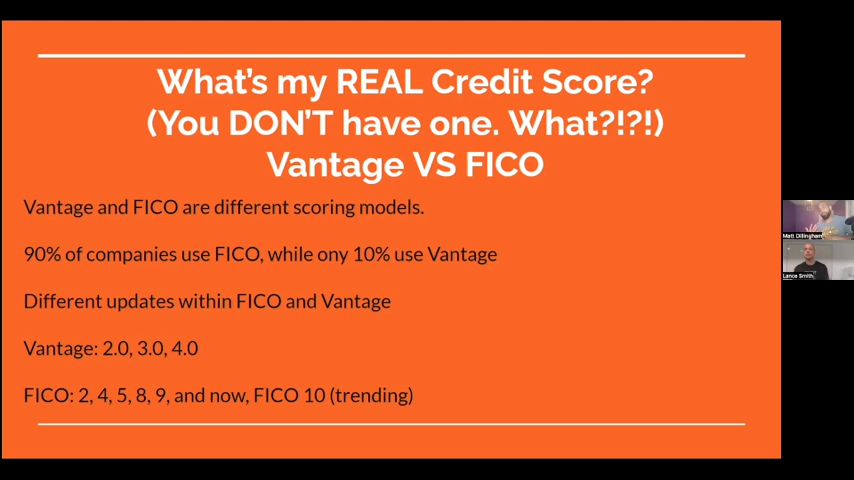 What's my REAL Credit Score?
(You DON'T have one. What?!?!)
Vantage VS FICO
Vantage and FICO are different scoring models.
90% of companies use FICO, while ony 10% use Vantage
Different updates within FICO and Vantage
Vantage: 2.0, 3.0, 4.0
FICO: 2, 4, 5, 8, 9, and now, FICO 10 (trending)
Matt Dillingham
Lance Smith